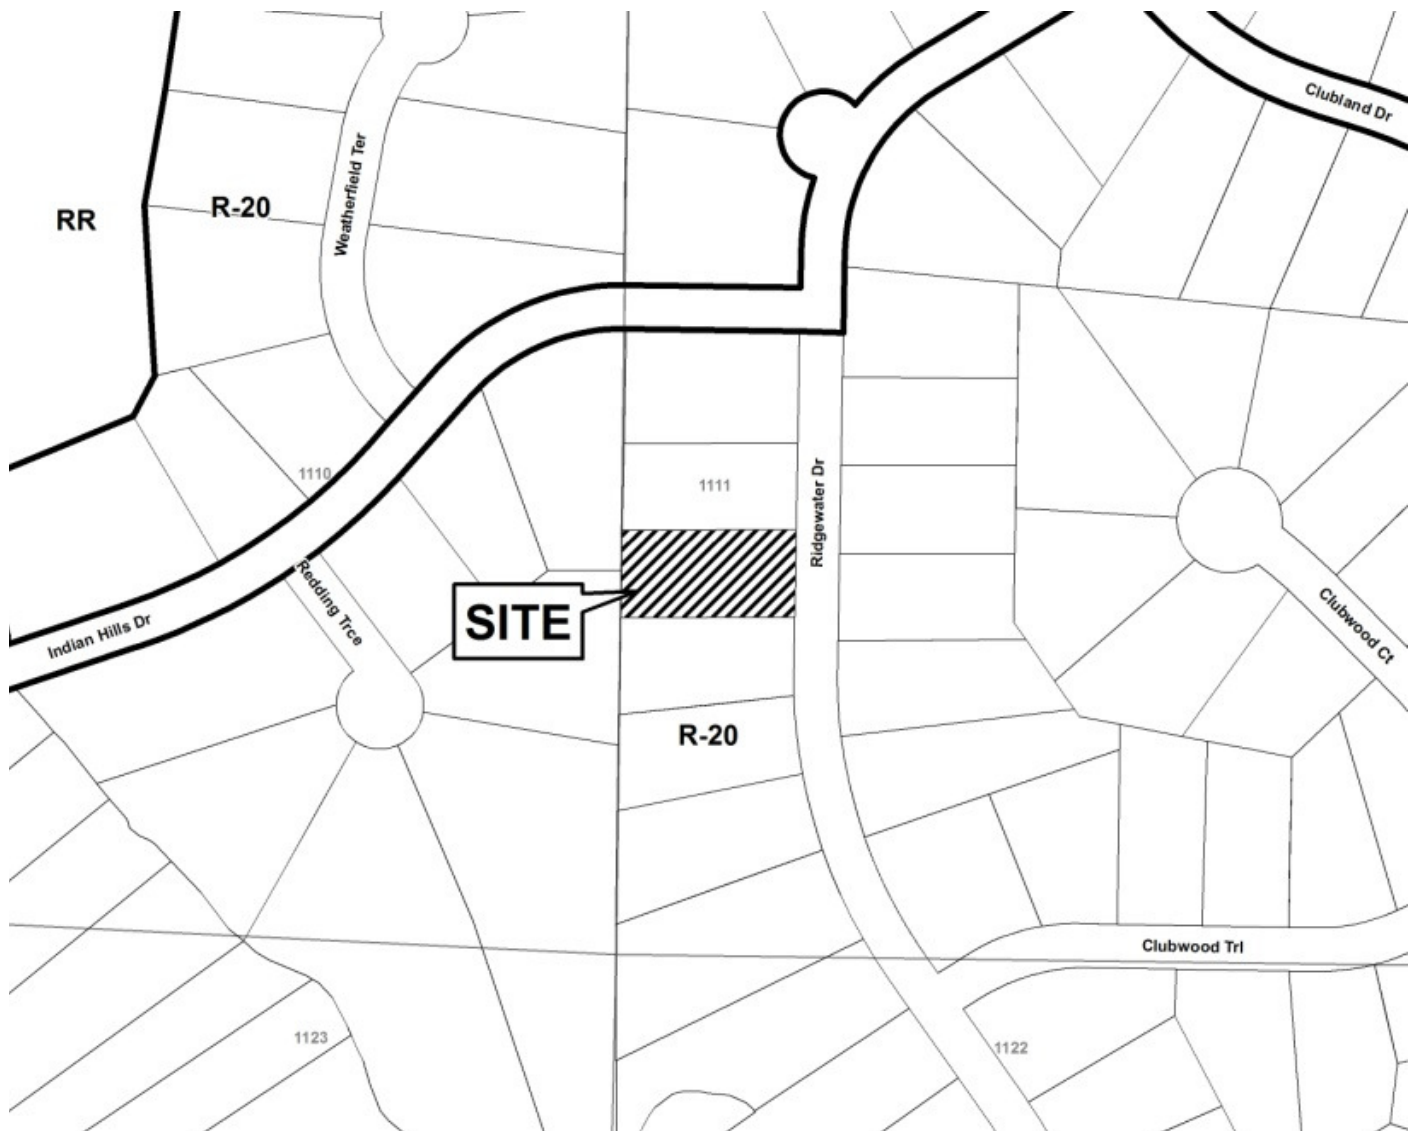 Clubland Dr
Weatherfield Ter
R-20
RR
1110
1111
Ridgewater Dr
Redding Trce
SITE
Indian Hills Dr
Clubwood Ct
R-20
Clubwood Trl
1123
1122